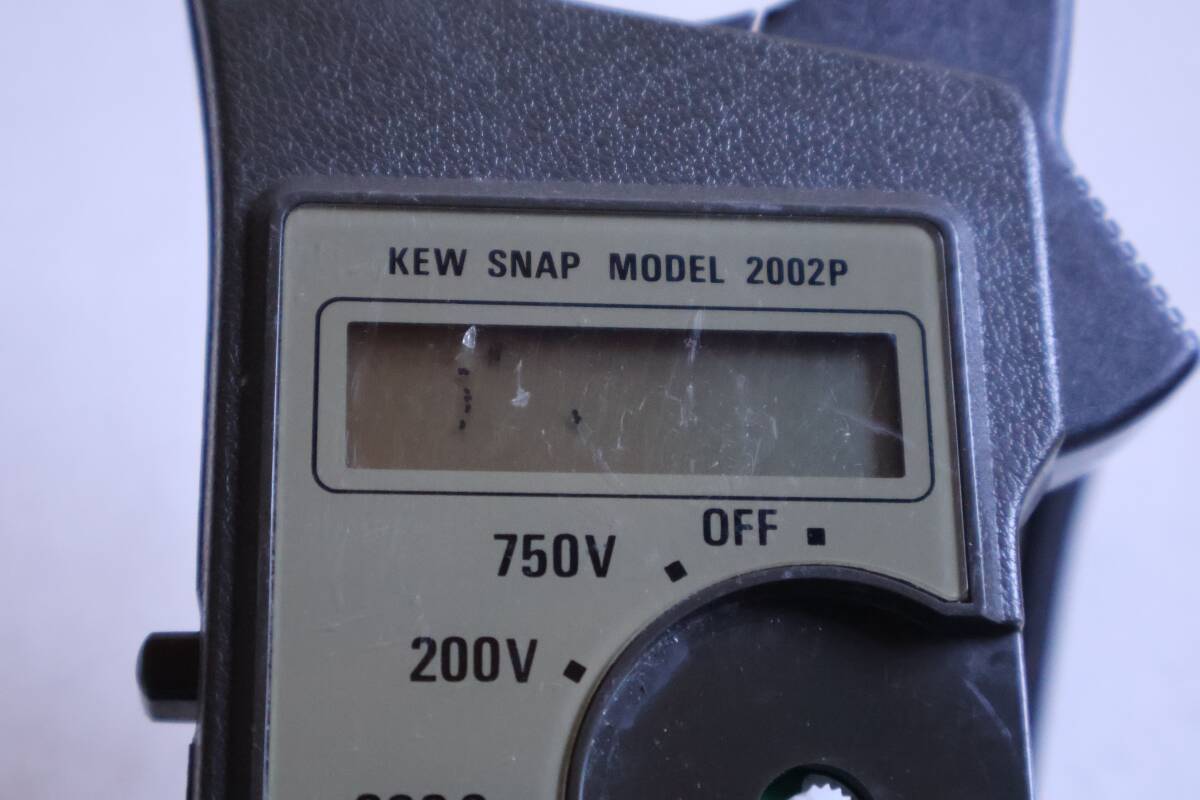 KEW SNAP MODEL 2002P
OFF
750V
200V